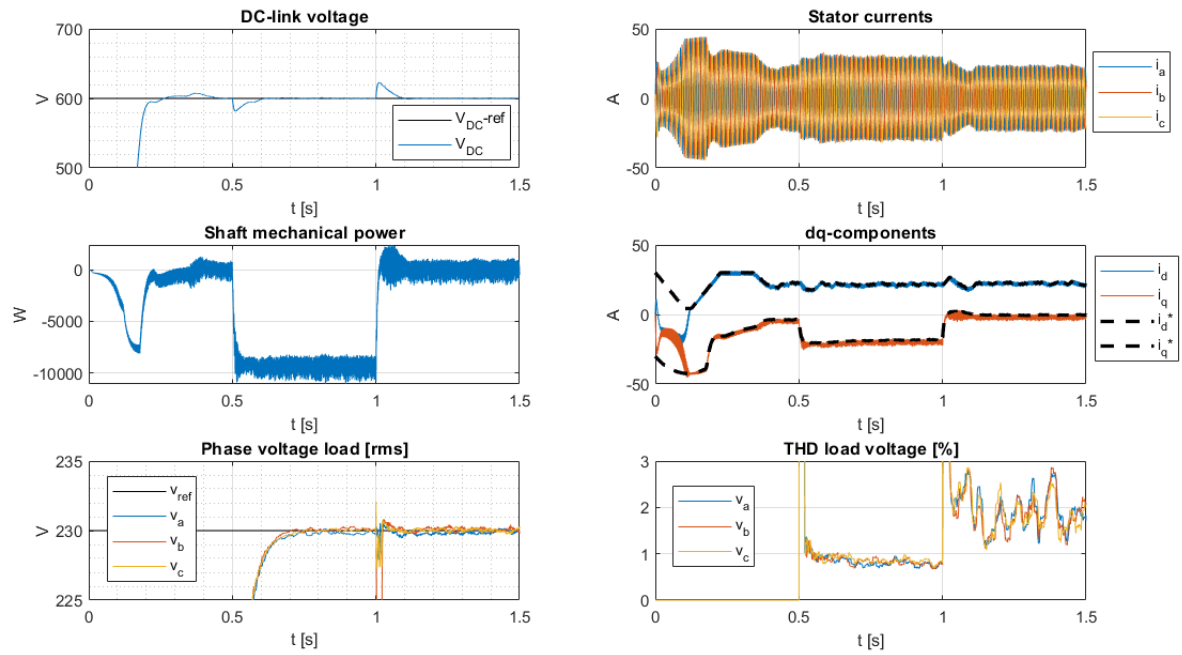 DC-link voltage
700
600
500
V
0
0.5
1
1.5
t [s]
V_DC-ref
V_DC
Stator currents
50
0
-50
A
0
0.5
1
1.5
t [s]
i_a
i_b
i_c
Shaft mechanical power
0
-5000
-10000
W
0
0.5
1
1.5
t [s]
dq-components
50
0
-50
A
0
0.5
1
1.5
t [s]
i_d
i_q
i_d*
i_q*
Phase voltage load [rms]
235
230
225
V
0
0.5
1
1.5
t [s]
v_ref
v_a
v_b
v_c
THD load voltage [%]
3
2
1
0
0
0.5
1
1.5
t [s]
v_a
v_b
v_c